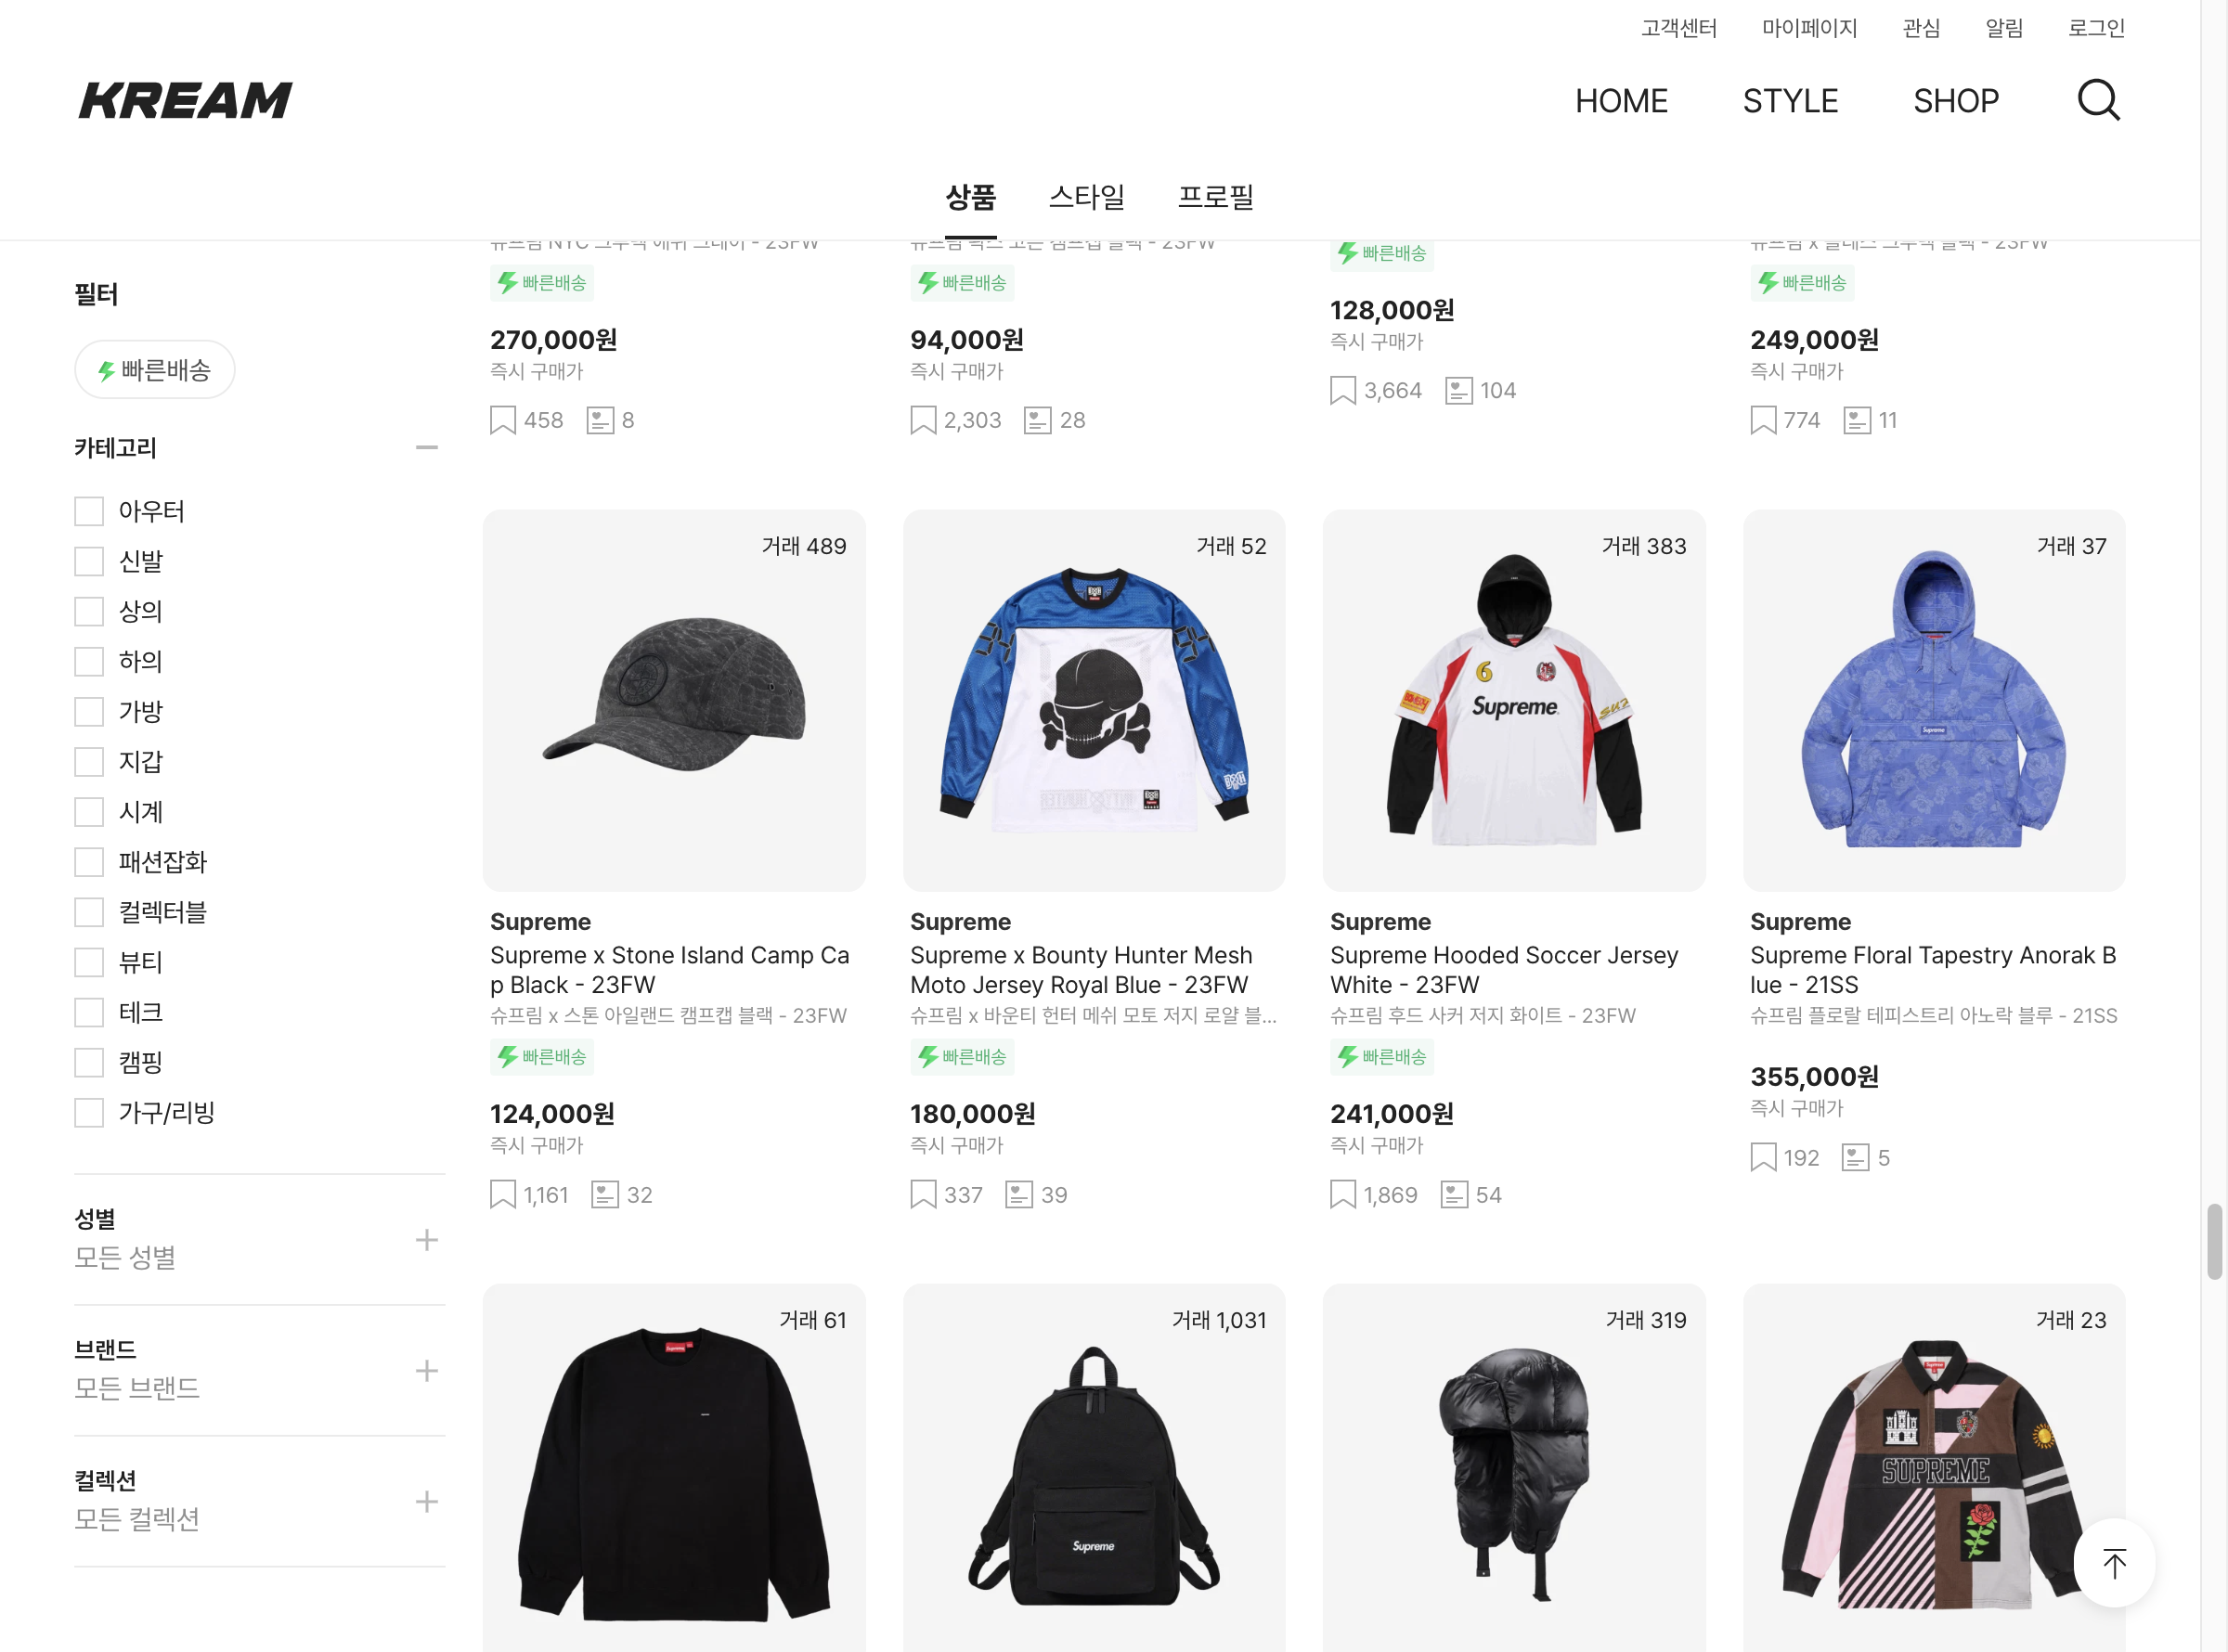 고객센터 마이페이지 관심 알림 로그인
KREAM
HOME STYLE SHOP
상품 스타일 프로필
필터
빠른배송
카테고리
아우터
신발
상의
하의
가방
지갑
시계
패션잡화
컬렉터블
뷰티
테크
캠핑
가구/리빙
성별
모든 성별
브랜드
모든 브랜드
컬렉션
모든 컬렉션
빠른배송
270,000원
즉시 구매가
458 8
빠른배송
94,000원
즉시 구매가
2,303 28
빠른배송
128,000원
즉시 구매가
3,664 104
빠른배송
249,000원
즉시 구매가
774 11
거래 489
Supreme
Supreme x Stone Island Camp Ca
p Black - 23FW
슈프림 x 스톤 아일랜드 캠프캡 블랙 - 23FW
빠른배송
124,000원
즉시 구매가
1,161 32
거래 52
94 94
Supreme
Supreme x Bounty Hunter Mesh
Moto Jersey Royal Blue - 23FW
슈프림 x 바운티 헌터 메쉬 모토 저지 로얄 블...
빠른배송
180,000원
즉시 구매가
337 39
거래 383
6
Supreme
Supreme
Supreme Hooded Soccer Jersey
White - 23FW
슈프림 후드 사커 저지 화이트 - 23FW
빠른배송
241,000원
즉시 구매가
1,869 54
거래 37
Supreme
Supreme
Supreme Floral Tapestry Anorak B
lue - 21SS
슈프림 플로랄 테피스트리 아노락 블루 - 21SS
355,000원
즉시 구매가
192 5
거래 61
Supreme
거래 1,031
Supreme
거래 319
거래 23
Supreme
SUPREME